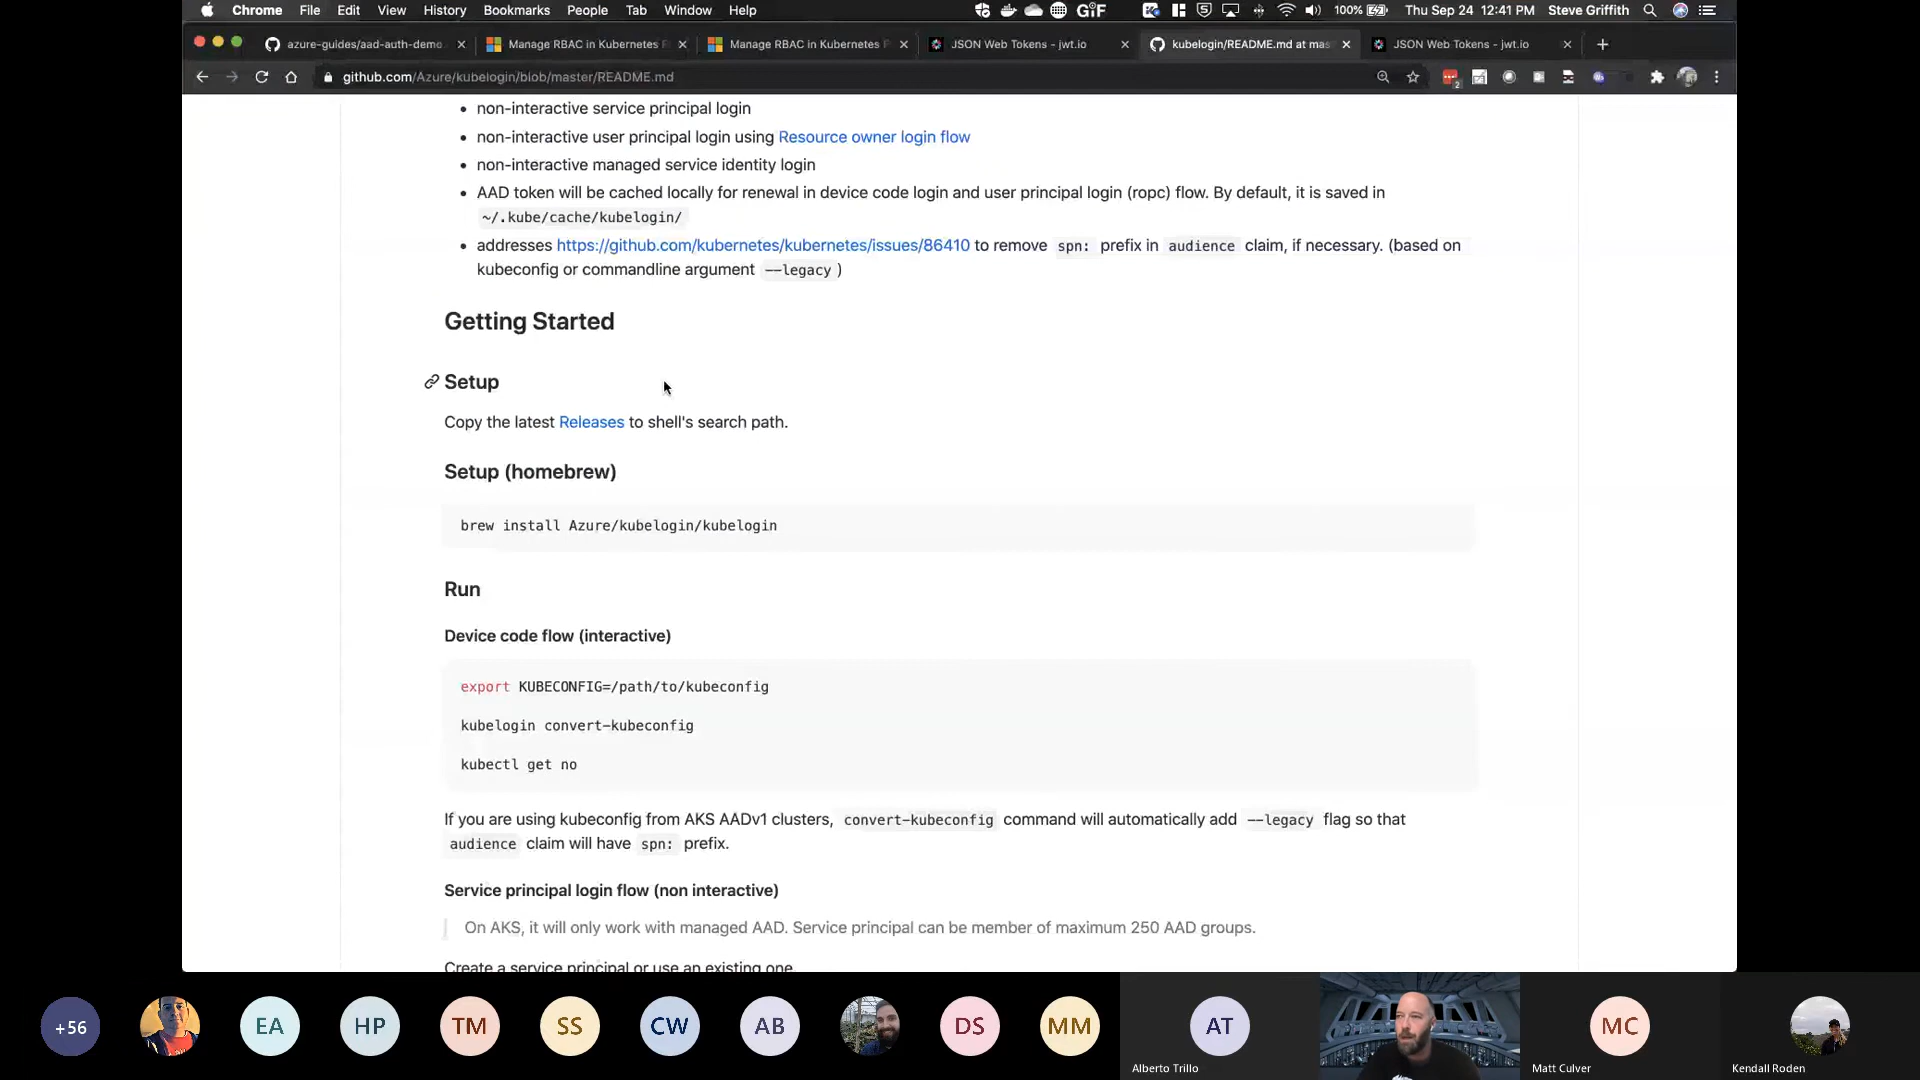 Chrome File Edit View History Bookmarks People Tab Window Help GIF 100% Thu Sep 24 12:41 PM Steve Griffith
azure-guides/aad-auth-demo Manage RBAC in Kubernetes F Manage RBAC in Kubernetes F JSON Web Tokens - jwt.io kubelogin/README.md at mas JSON Web Tokens - jwt.io
github.com/Azure/kubelogin/blob/master/README.md 2
non-interactive service principal login
non-interactive user principal login using Resource owner login flow
non-interactive managed service identity login
AAD token will be cached locally for renewal in device code login and user principal login (ropc) flow. By default, it is saved in
~/.kube/cache/kubelogin/
addresses https://github.com/kubernetes/kubernetes/issues/86410 to remove spn: prefix in audience claim, if necessary. (based on
kubeconfig or commandline argument --legacy )
Getting Started
Setup
Copy the latest Releases to shell's search path.
Setup (homebrew)
brew install Azure/kubelogin/kubelogin
Run
Device code flow (interactive)
export KUBECONFIG=/path/to/kubeconfig
kubelogin convert-kubeconfig
kubectl get no
If you are using kubeconfig from AKS AADv1 clusters, convert-kubeconfig command will automatically add --legacy flag so that
audience claim will have spn: prefix.
Service principal login flow (non interactive)
On AKS, it will only work with managed AAD. Service principal can be member of maximum 250 AAD groups.
Create a service principal or use an existing one.
+56 EA HP TM SS CW AB DS MM AT MC
Alberto Trillo Matt Culver Kendall Roden